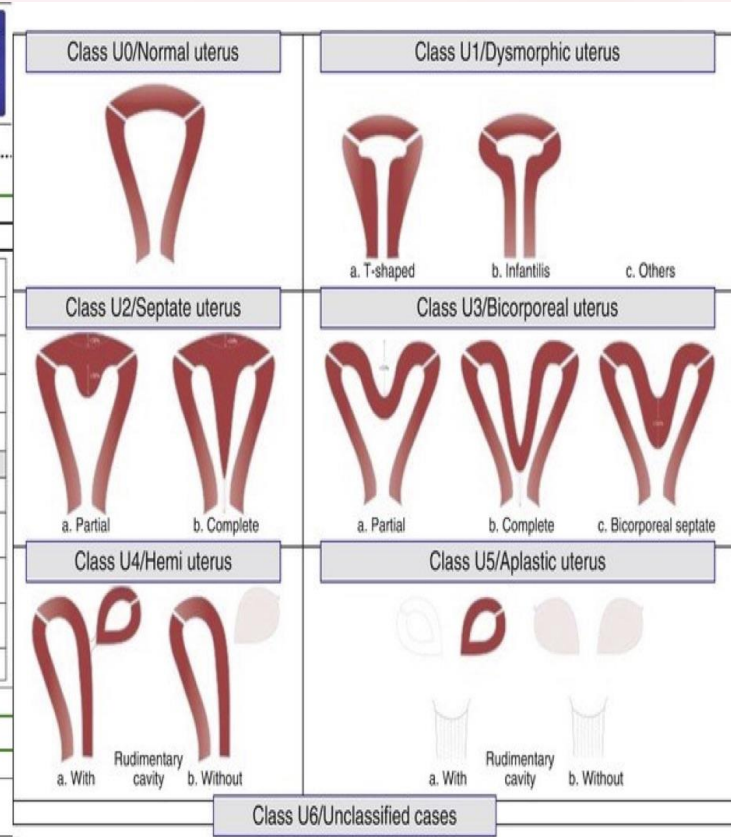 Class U0/Normal uterus
Class U1/Dysmorphic uterus
a. T-shaped
b. Infantilis
c. Others
Class U2/Septate uterus
Class U3/Bicorporeal uterus
a. Partial
b. Complete
a. Partial
b. Complete
c. Bicorporeal septate
Class U4/Hemi uterus
Class U5/Aplastic uterus
a. With
Rudimentary
cavity
b. Without
a. With
Rudimentary
cavity
b. Without
Class U6/Unclassified cases